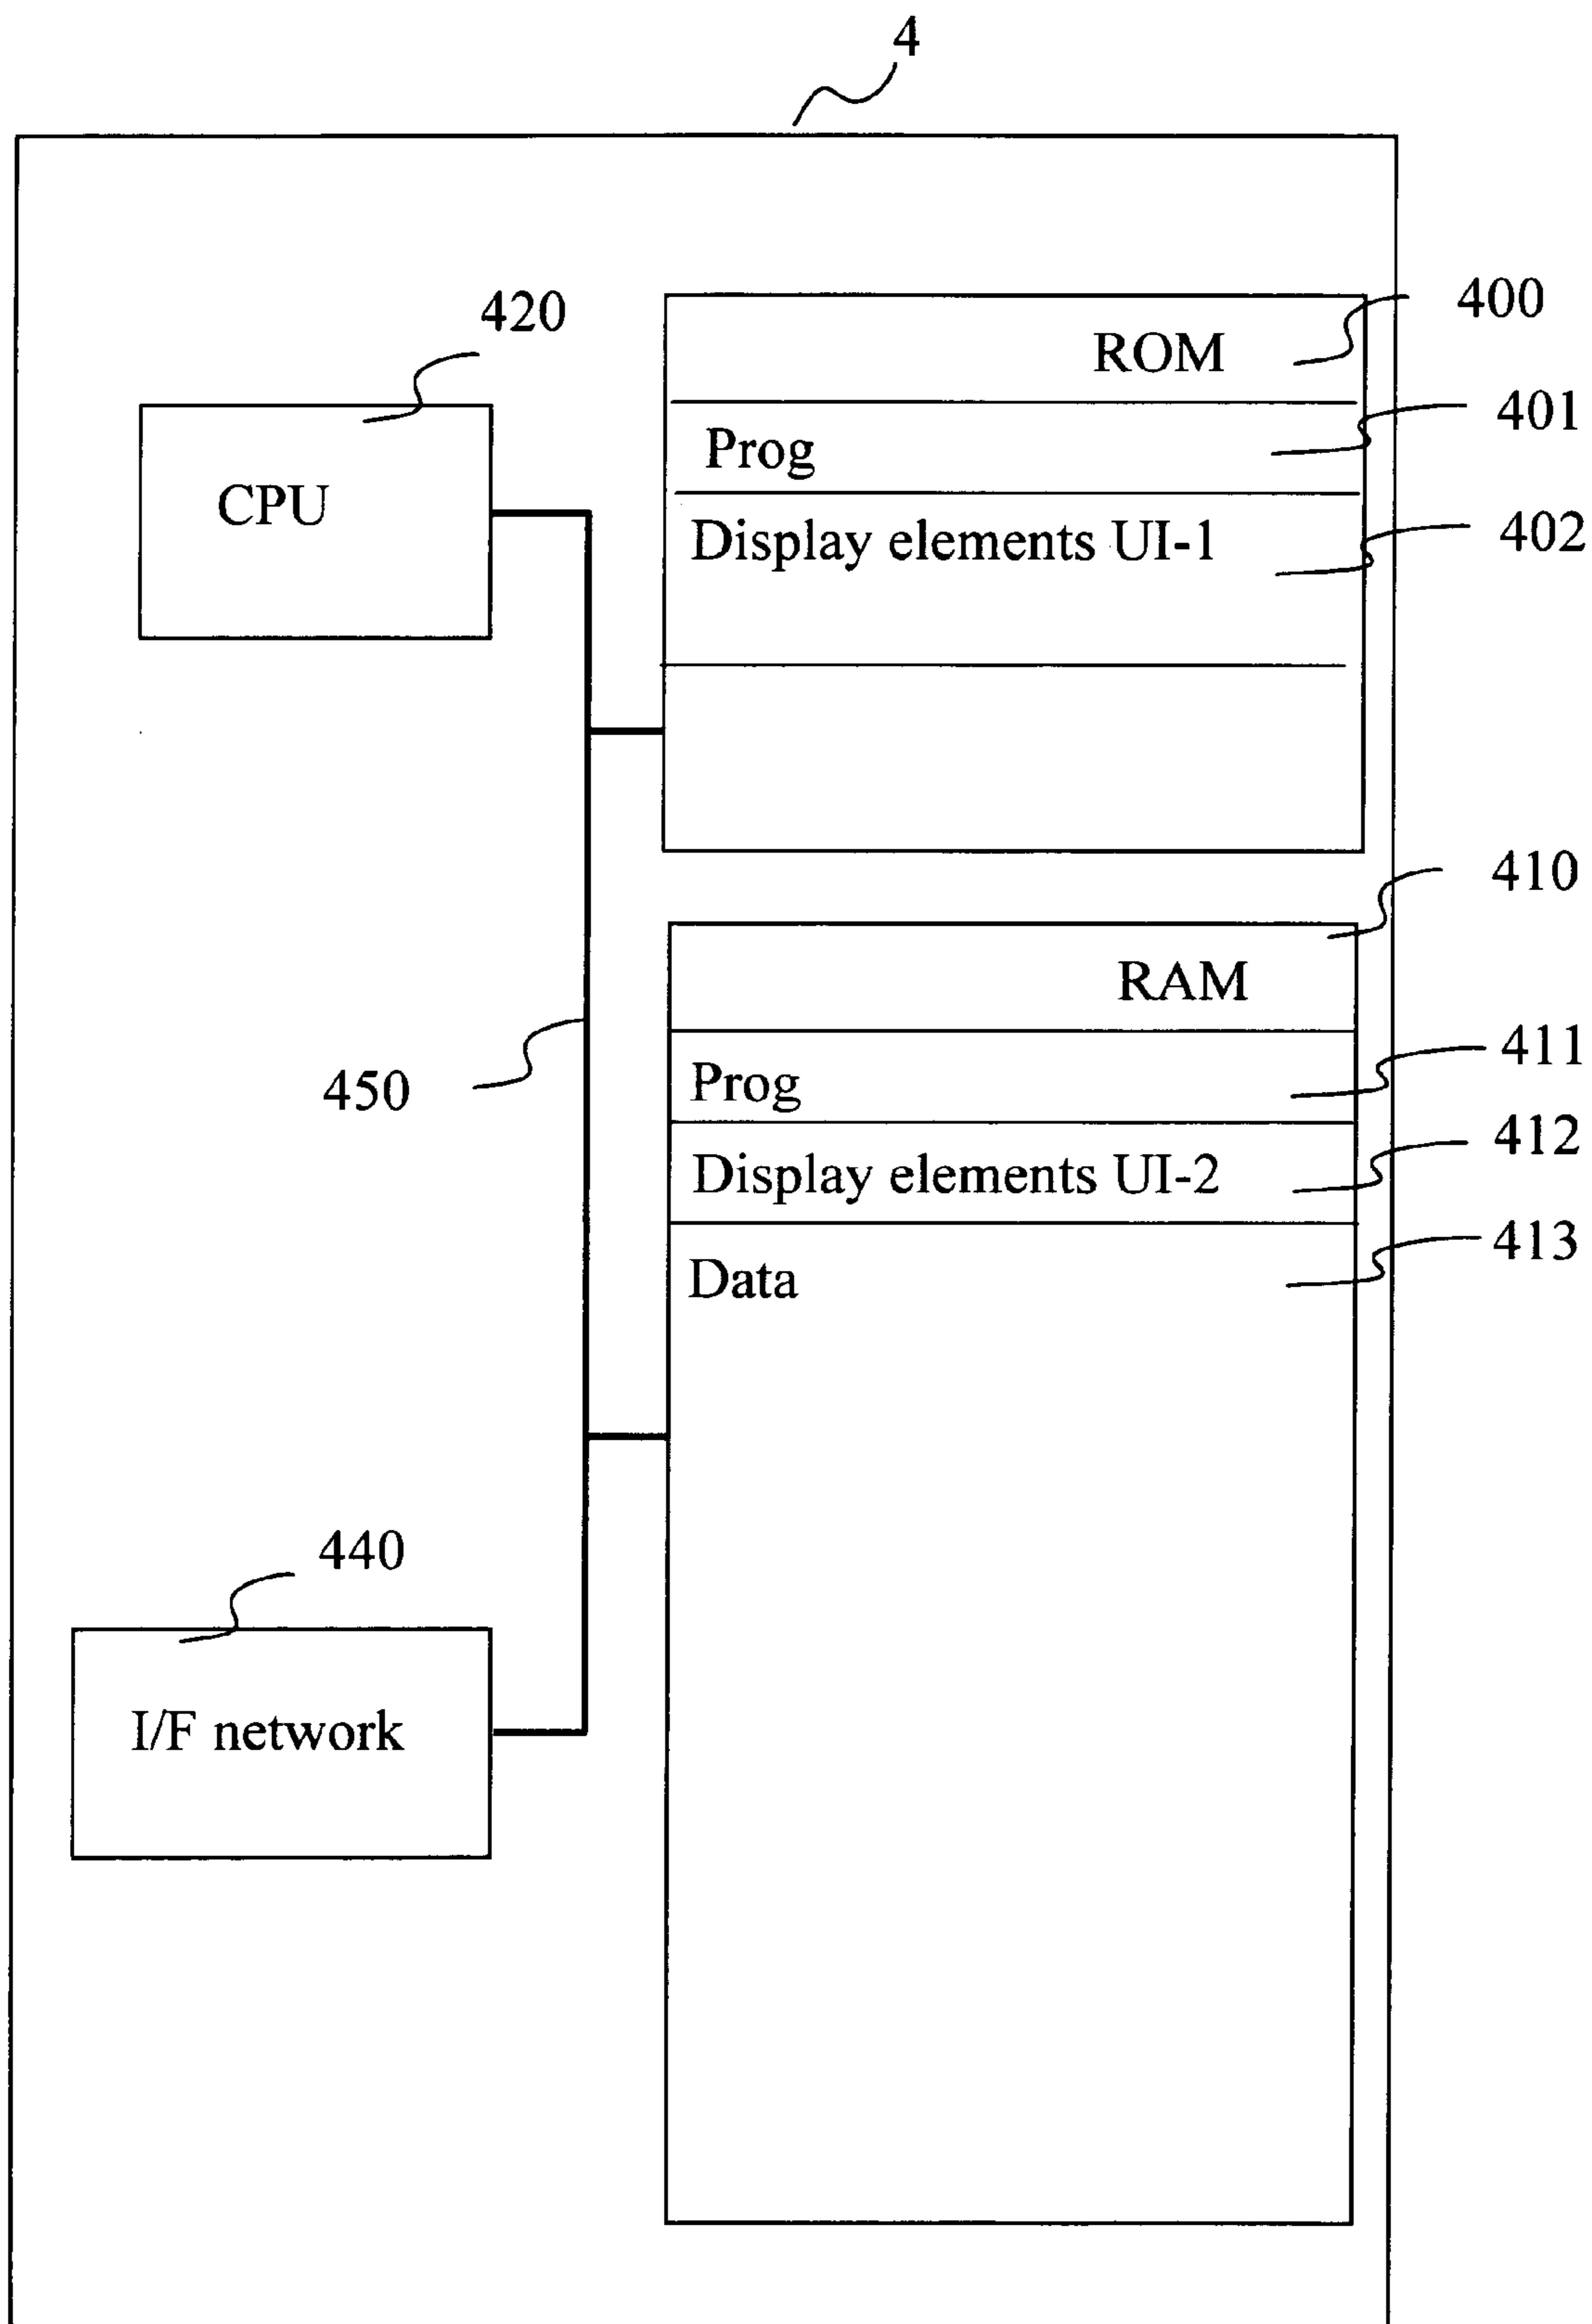 4
420
400
ROM
401
Prog
CPU
402
Display elements UI-1
410
RAM
411
450
Prog
412
Display elements UI-2
413
Data
440
I/F network